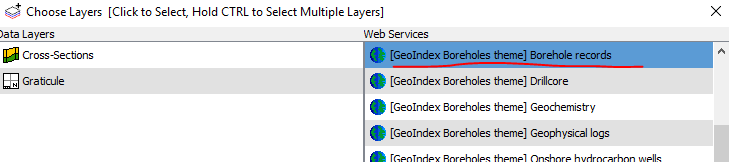 Choose Layers [Click to Select, Hold CTRL to Select Multiple Layers]
Data Layers
Cross-Sections
Graticule
Web Services
[GeoIndex Boreholes theme] Borehole records
[GeoIndex Boreholes theme] Drillcore
[GeoIndex Boreholes theme] Geochemistry
[GeoIndex Boreholes theme] Geophysical logs
[GeoIndex Boreholes theme] Onshore hydrocarbon wells